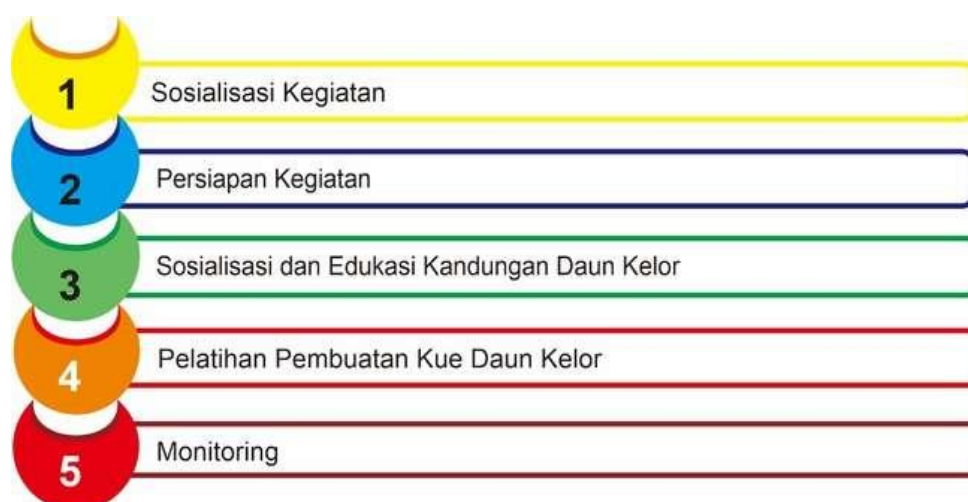 1
Sosialisasi Kegiatan
2
Persiapan Kegiatan
3
Sosialisasi dan Edukasi Kandungan Daun Kelor
4
Pelatihan Pembuatan Kue Daun Kelor
5
Monitoring